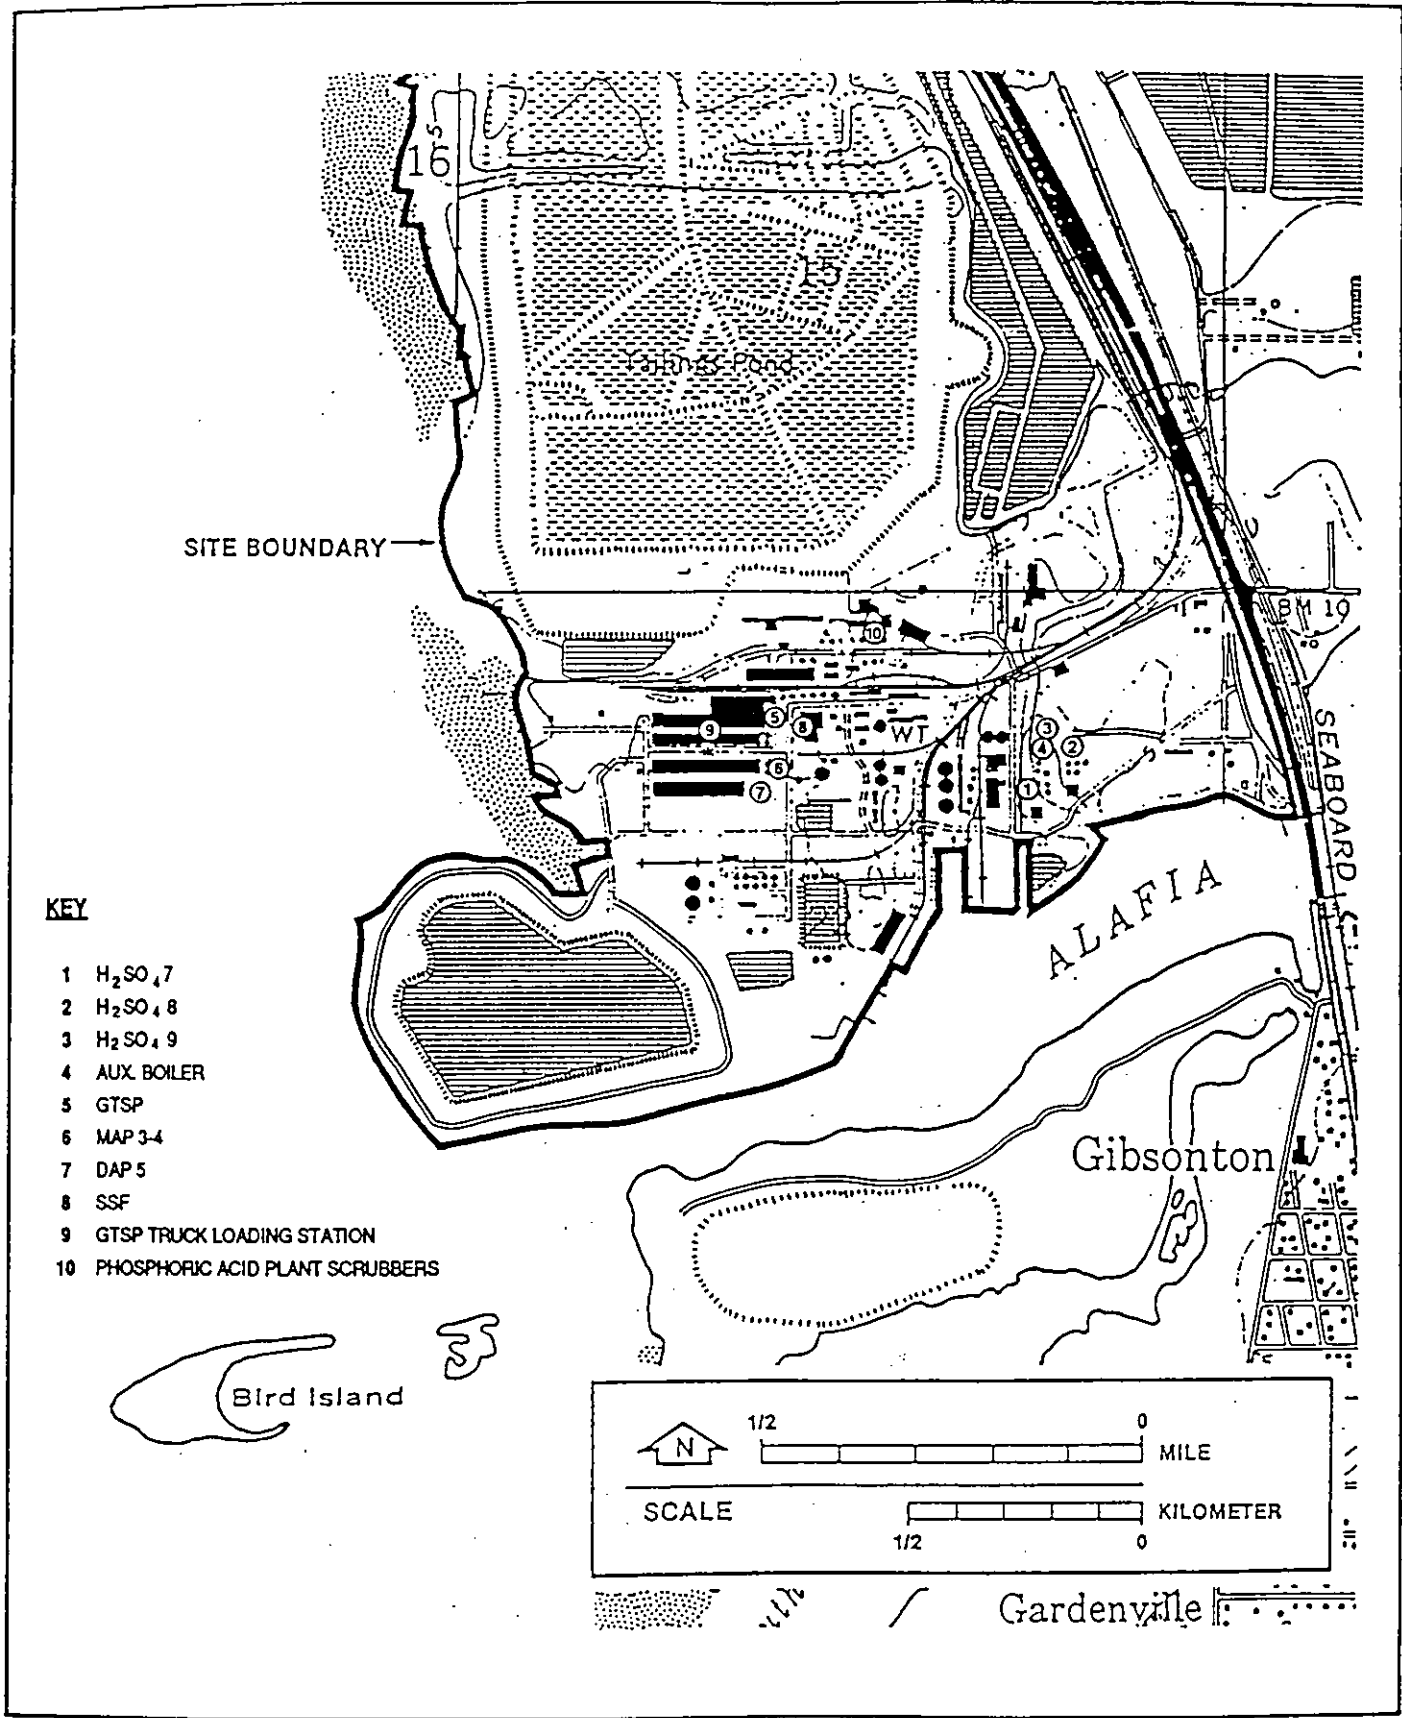 16
5
15
Tailings Pond
SITE BOUNDARY
BM 10
10
5
8
9
WT
3
4
2
6
7
1
SEABOARD
ALAFIA
KEY
1 H₂SO₄ 7
2 H₂SO₄ 8
3 H₂SO₄ 9
4 AUX. BOILER
5 GTSP
6 MAP 3-4
7 DAP 5
8 SSF
9 GTSP TRUCK LOADING STATION
10 PHOSPHORIC ACID PLANT SCRUBBERS
Gibsonton
Bird Island
N
1/2 0
MILE
SCALE
KILOMETER
1/2 0
Gardenville